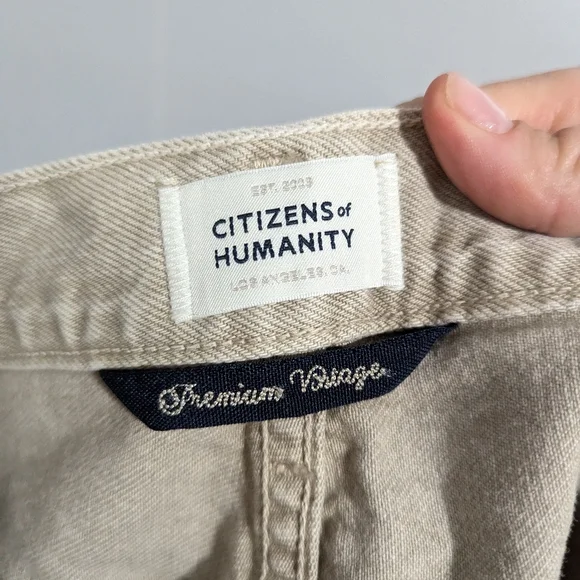 EST. 2003
CITIZENS of
HUMANITY
LOS ANGELES, CA.
Premium Vintage